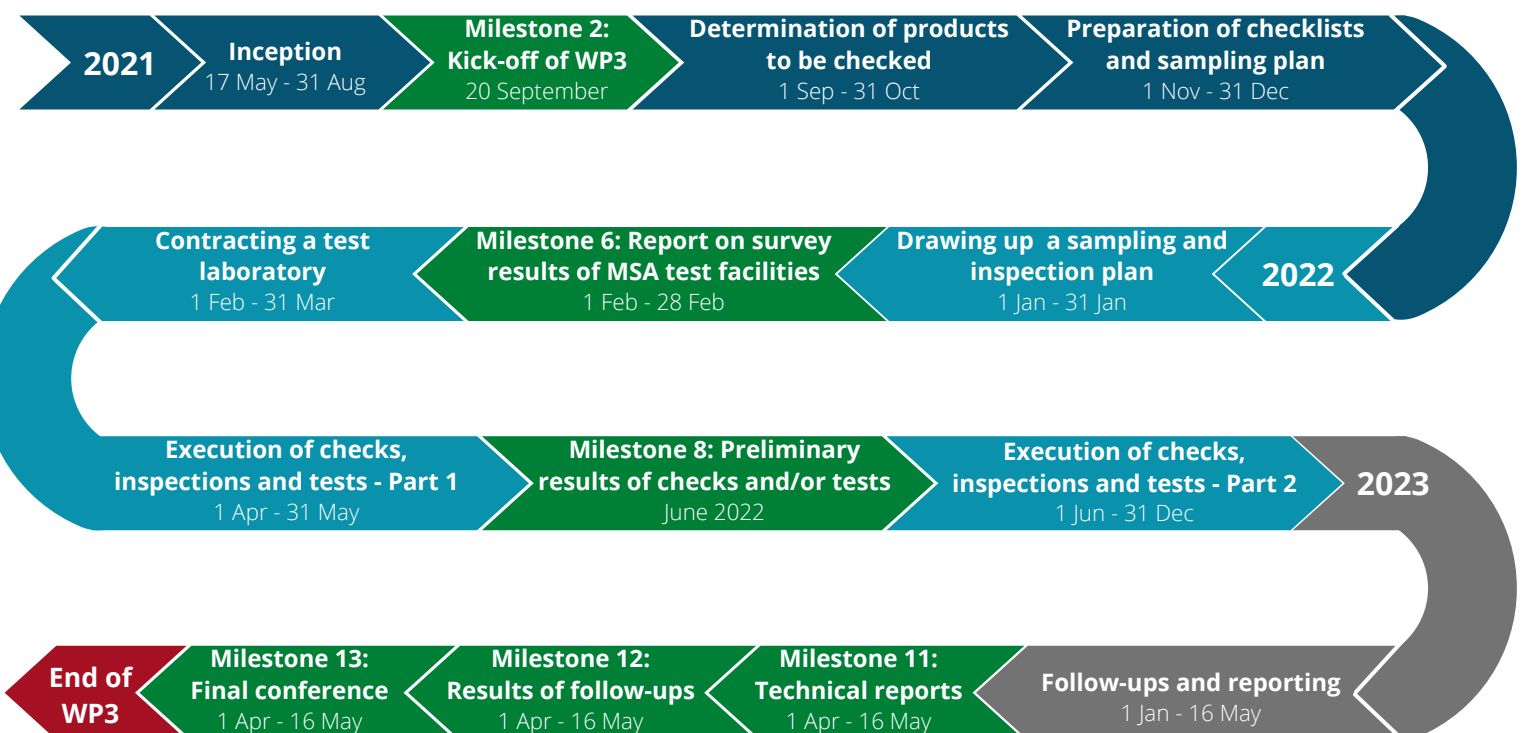 2021
Inception
17 May - 31 Aug
Milestone 2:
Kick-off of WP3
20 September
Determination of products
to be checked
1 Sep - 31 Oct
Preparation of checklists
and sampling plan
1 Nov - 31 Dec
2022
Drawing up a sampling and
inspection plan
1 Jan - 31 Jan
Milestone 6: Report on survey
results of MSA test facilities
1 Feb - 28 Feb
Contracting a test
laboratory
1 Feb - 31 Mar
Execution of checks,
inspections and tests - Part 1
1 Apr - 31 May
Milestone 8: Preliminary
results of checks and/or tests
June 2022
Execution of checks,
inspections and tests - Part 2
1 Jun - 31 Dec
2023
Follow-ups and reporting
1 Jan - 16 May
Milestone 11:
Technical reports
1 Apr - 16 May
Milestone 12:
Results of follow-ups
1 Apr - 16 May
Milestone 13:
Final conference
1 Apr - 16 May
End of
WP3